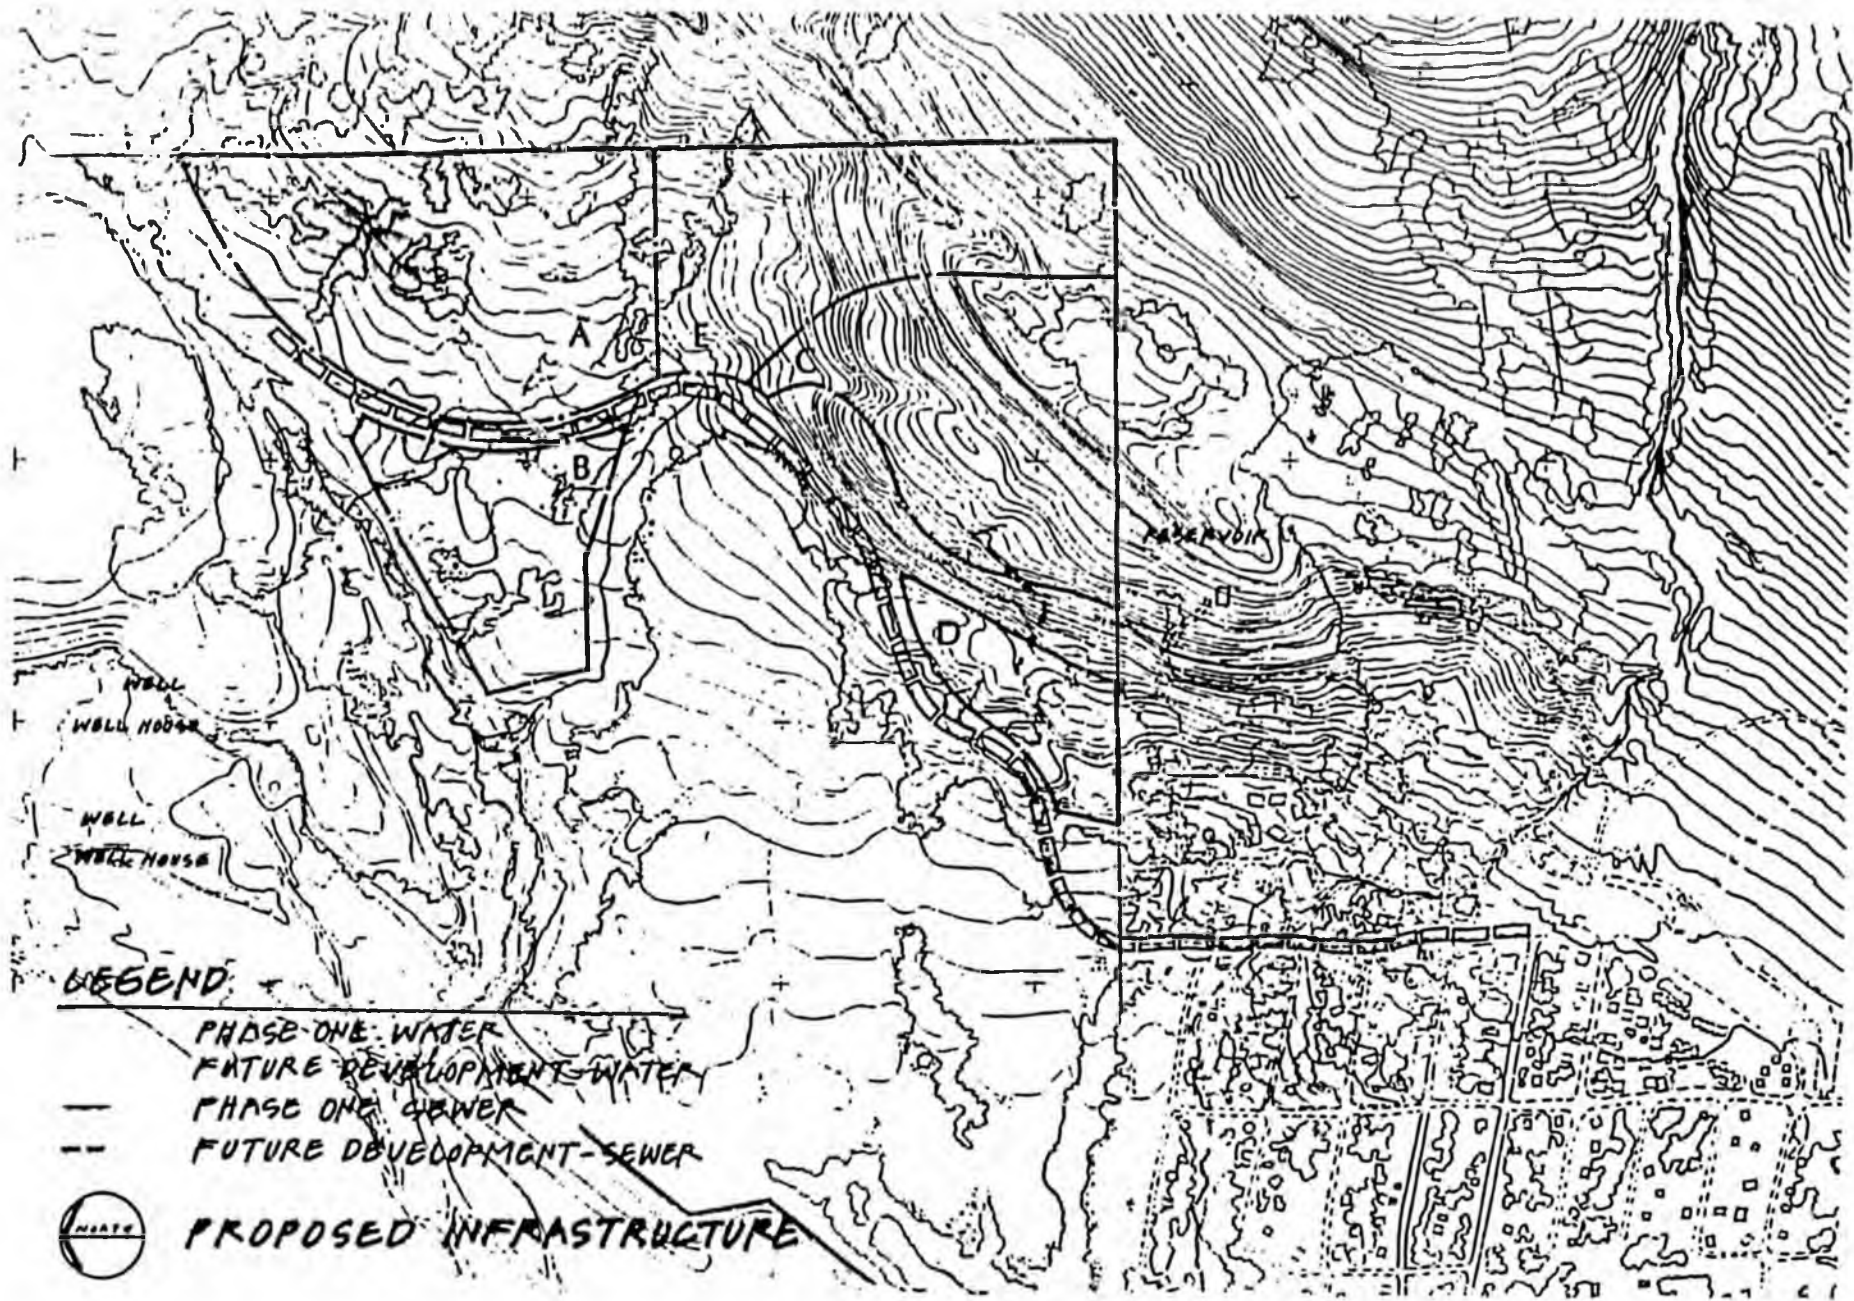 A
E
C
B
RESERVOIR
D
WELL
WELL HOUSE
WELL
WELL HOUSE
LEGEND
PHASE ONE WATER
FUTURE DEVELOPMENT-WATER
PHASE ONE SEWER
FUTURE DEVELOPMENT-SEWER
NORTH
PROPOSED INFRASTRUCTURE